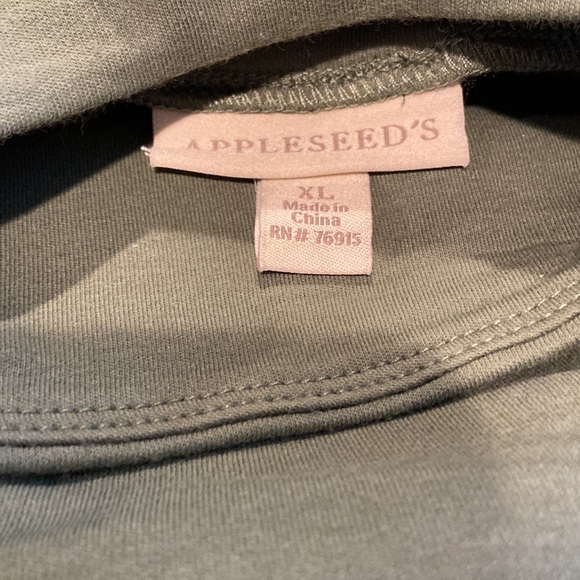 APPLESEED'S
XL
Made in
China
RN# 76915